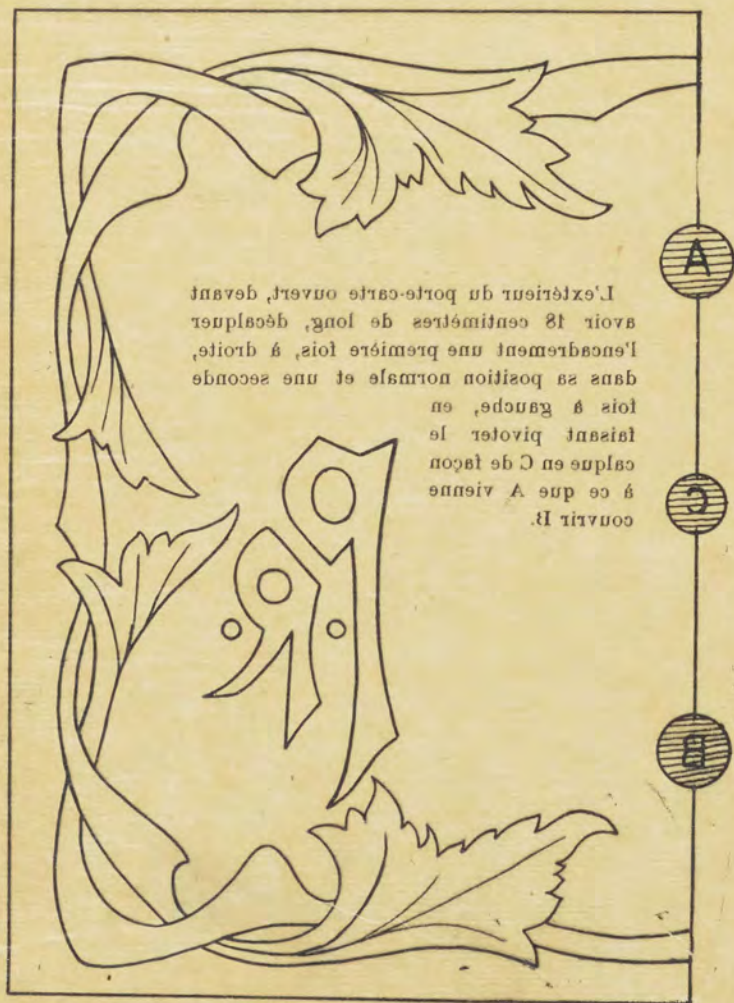 L'extérieur du porte-carte ouvert, devant
avoir 18 centimètres de long, décalquer
l'encadrement une première fois, à droite,
dans sa position normale et une seconde
fois à gauche, en
faisant pivoter le
calque en C de façon
à ce que A vienne
couvrir B.
A
C
B